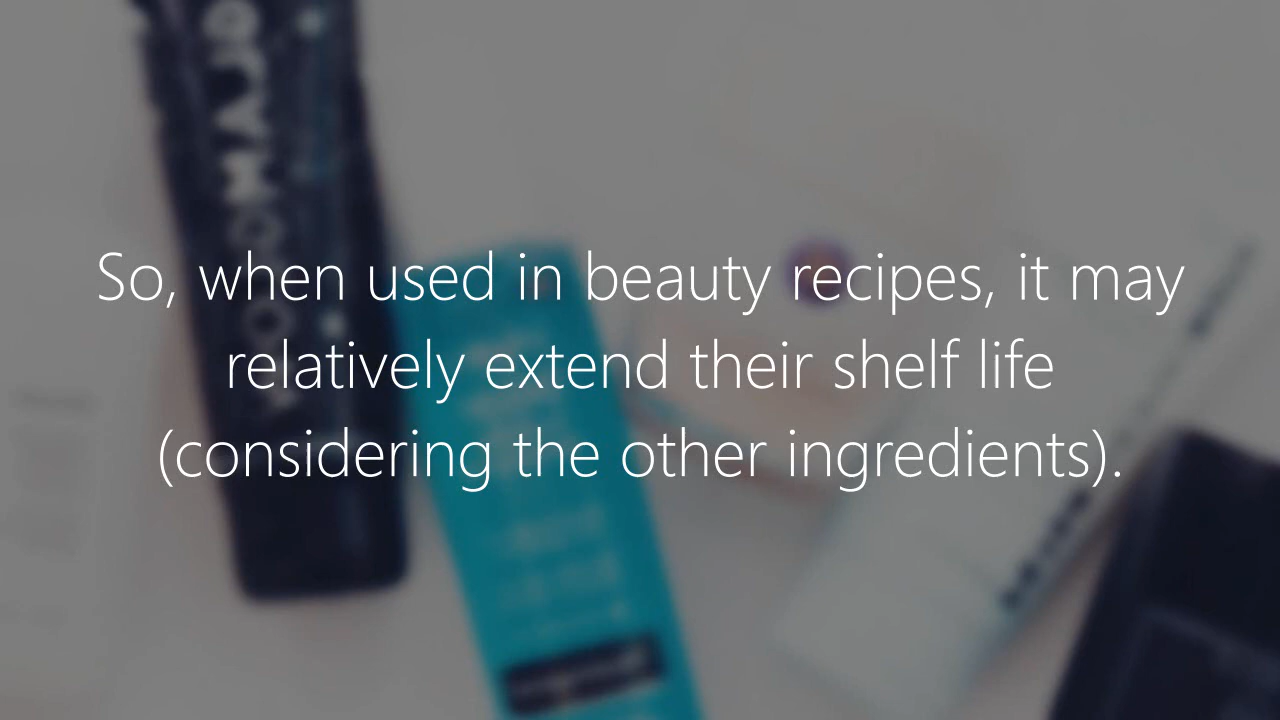 So, when used in beauty recipes, it may
relatively extend their shelf life
(considering the other ingredients).